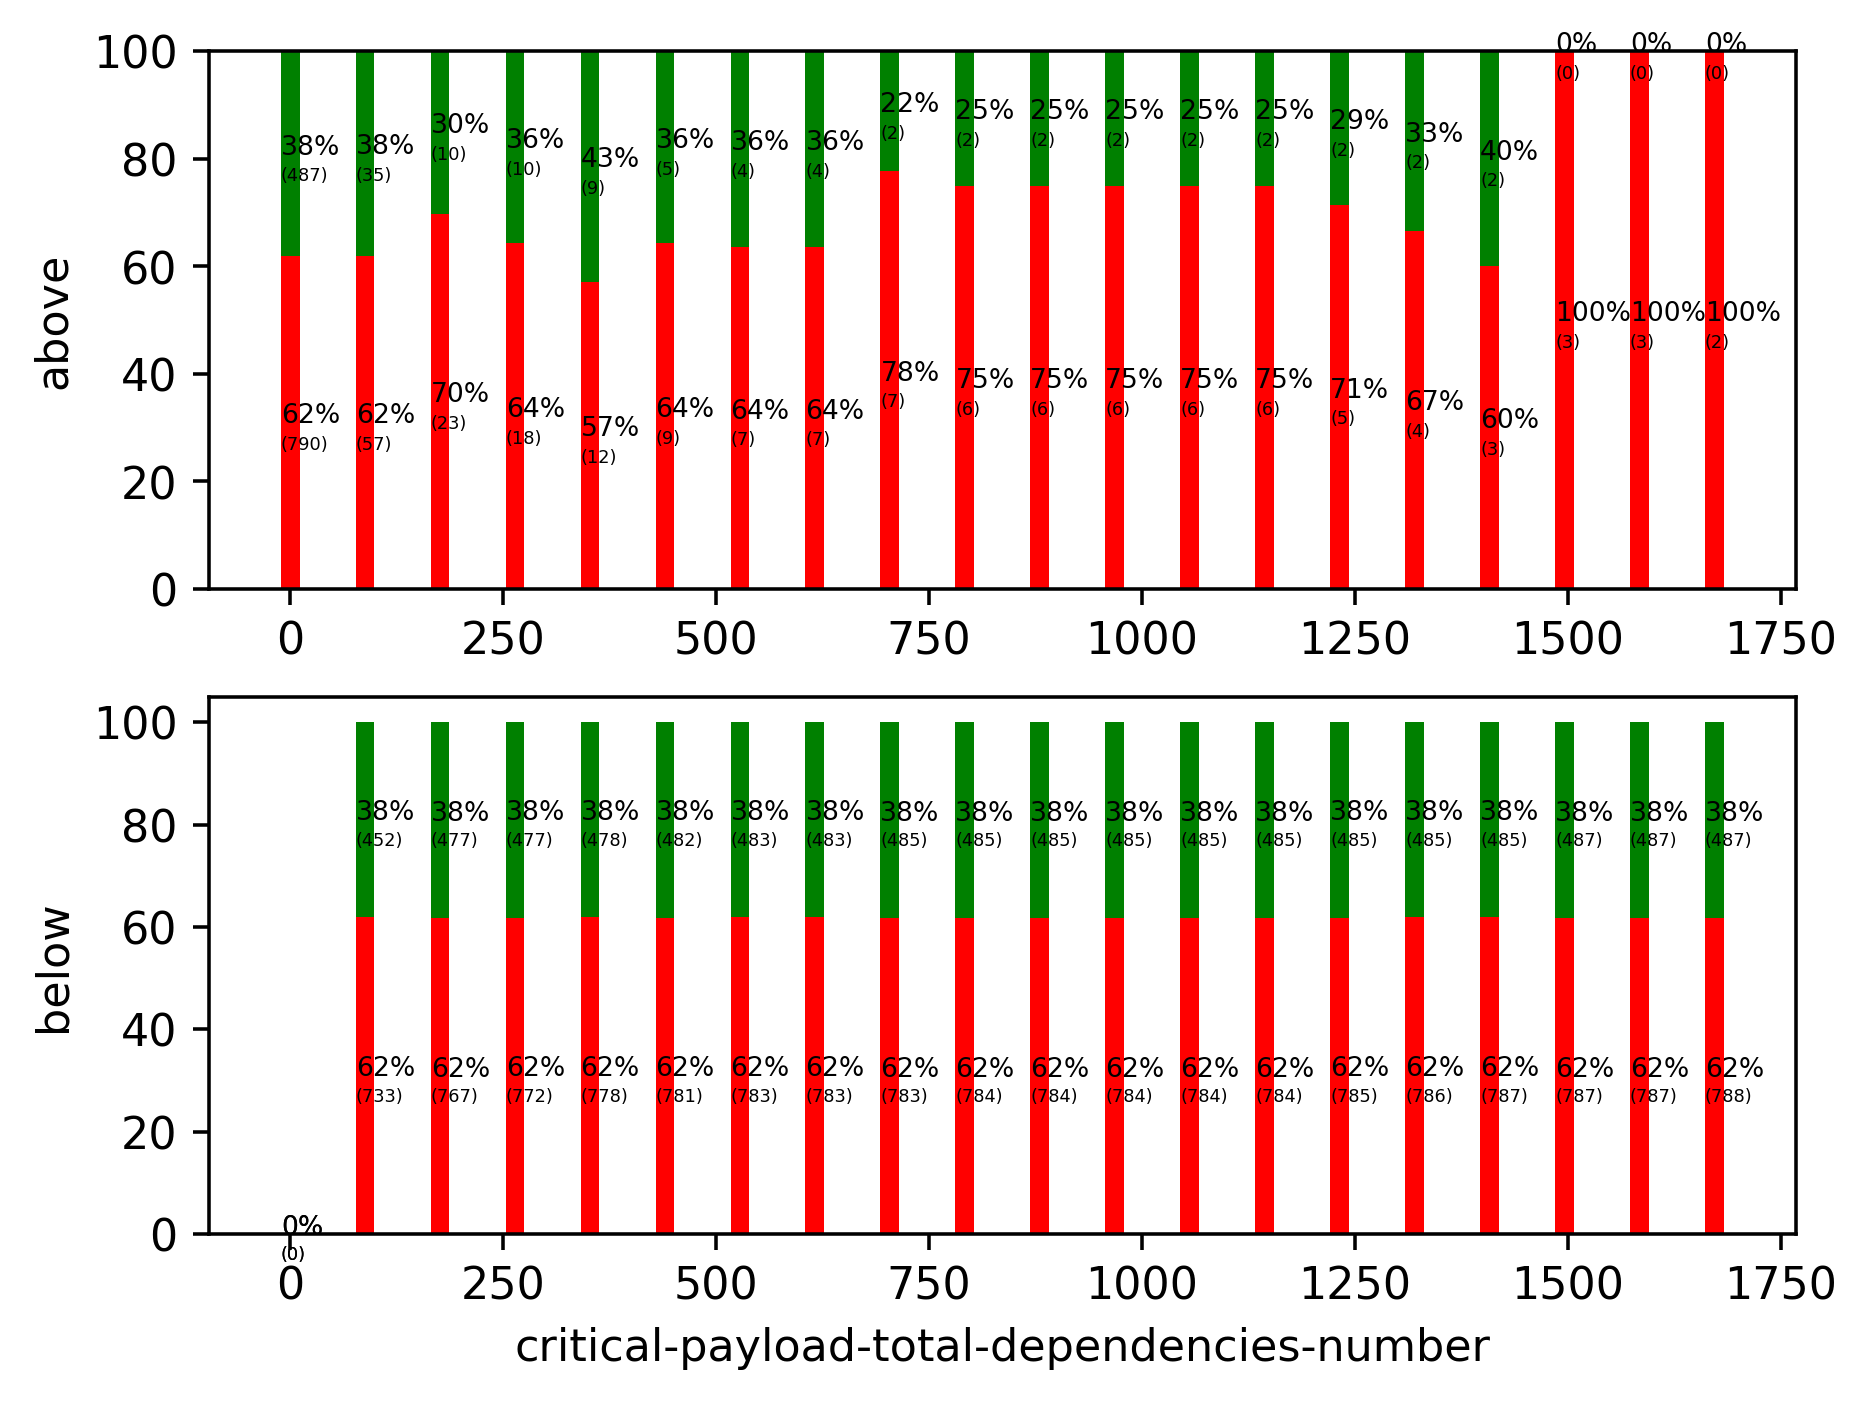 above
100
80
60
40
20
0
38% 38% 30% 36% 43% 36% 36% 36% 22% 25% 25% 25% 25% 25% 29% 33% 40% 0% 0% 0%
(487) (35) (10) (10) (9) (5) (4) (4) (2) (2) (2) (2) (2) (2) (2) (2) (2) (0) (0) (0)
62% 62% 70% 64% 57% 64% 64% 64% 78% 75% 75% 75% 75% 75% 71% 67% 60% 100% 100% 100%
(790) (57) (23) (18) (12) (9) (7) (7) (7) (6) (6) (6) (6) (6) (5) (4) (3) (3) (3) (2)
0 250 500 750 1000 1250 1500 1750
below
100
80
60
40
20
0
38% 38% 38% 38% 38% 38% 38% 38% 38% 38% 38% 38% 38% 38% 38% 38% 38% 38% 38%
(452) (477) (477) (478) (482) (483) (483) (485) (485) (485) (485) (485) (485) (485) (485) (485) (487) (487) (487)
62% 62% 62% 62% 62% 62% 62% 62% 62% 62% 62% 62% 62% 62% 62% 62% 62% 62% 62%
(733) (767) (772) (778) (781) (783) (783) (783) (784) (784) (784) (784) (784) (785) (786) (787) (787) (787) (788)
0%
(0)
0 250 500 750 1000 1250 1500 1750
critical-payload-total-dependencies-number